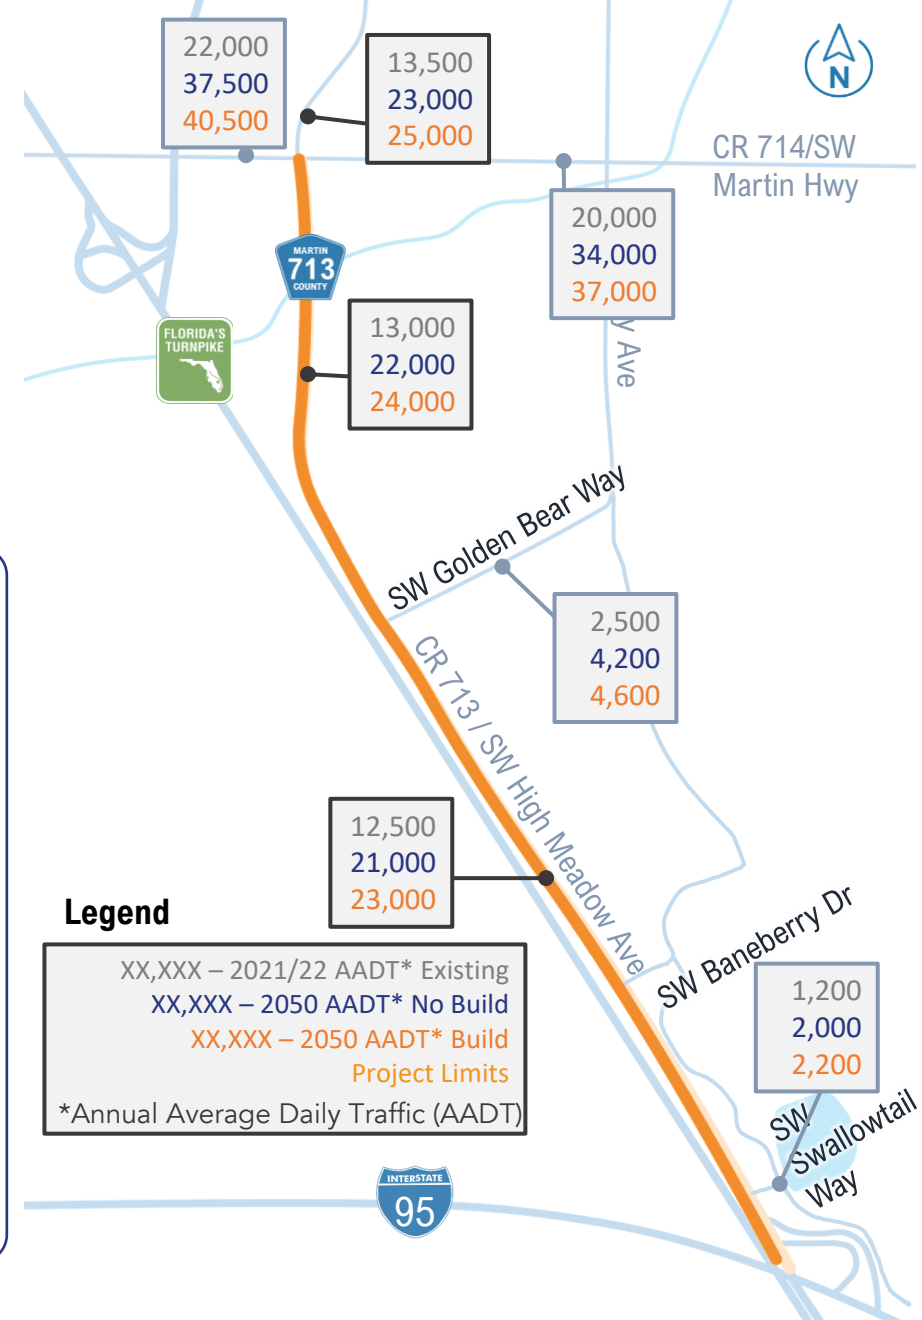 22,000
37,500
40,500
13,500
23,000
25,000
N
CR 714/SW
Martin Hwy
20,000
34,000
37,000
MARTIN
713
COUNTY
FLORIDA'S
TURNPIKE
13,000
22,000
24,000
y Ave
SW Golden Bear Way
2,500
4,200
4,600
CR 713 / SW High Meadow Ave
12,500
21,000
23,000
SW Baneberry Dr
1,200
2,000
2,200
SW
Swallowtail
Way
Legend
XX,XXX – 2021/22 AADT* Existing
XX,XXX – 2050 AADT* No Build
XX,XXX – 2050 AADT* Build
Project Limits
*Annual Average Daily Traffic (AADT)
INTERSTATE
95